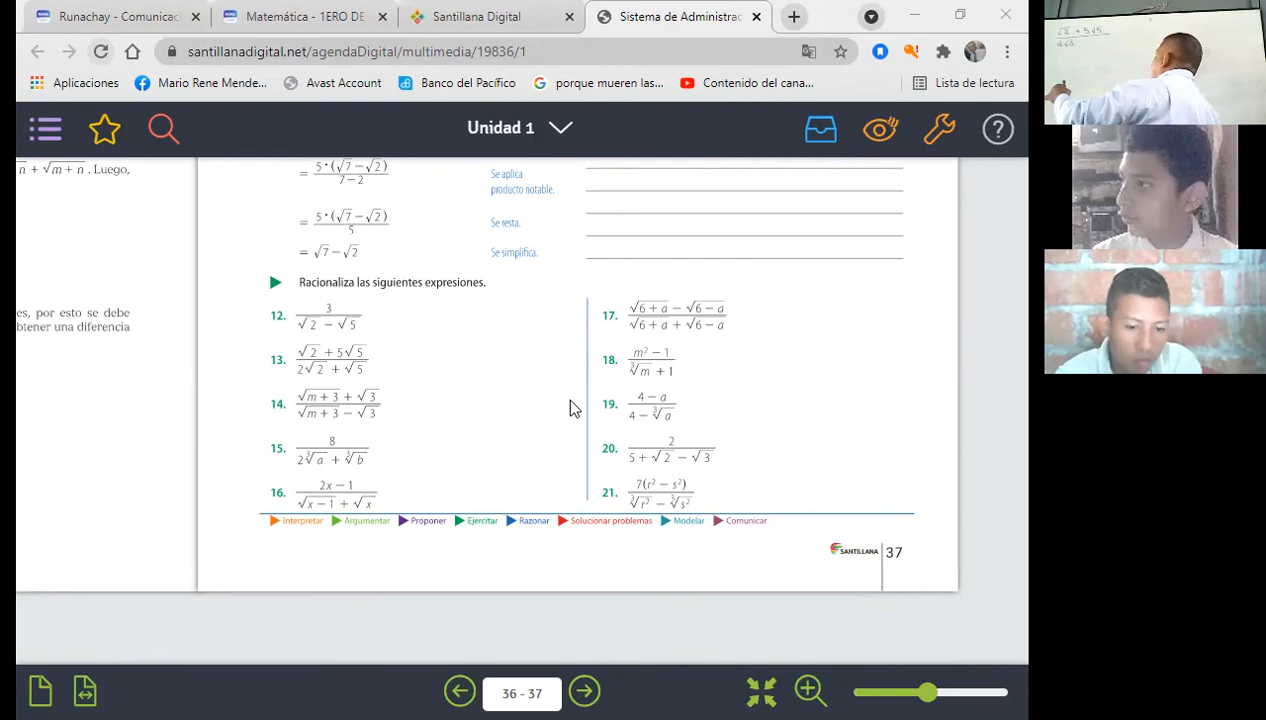 Runachay - Comunicaci
Matemática - 1ERO DE
Santillana Digital
Sistema de Administrac
santillanadigital.net/agendaDigital/multimedia/19836/1
Aplicaciones
Mario Rene Mende...
Avast Account
Banco del Pacífico
porque mueren las...
Contenido del cana...
Lista de lectura
Unidad 1
n + √m + n . Luego,
es, por esto se debe
btener una diferencia
= 5 · (√7 − √2) / 7 − 2
Se aplica
producto notable.
= 5 · (√7 − √2) / 5
Se resta.
= √7 − √2
Se simplifica.
Racionaliza las siguientes expresiones.
12. 3 / √2 − √5
13. √2 + 5√5 / 2√2 + √5
14. √m + 3 + √3 / √m + 3 − √3
15. 8 / 2∛a + ∛b
16. 2x − 1 / √x − 1 + √x
17. √6 + a − √6 − a / √6 + a + √6 − a
18. m² − 1 / ∛m + 1
19. 4 − a / 4 − ∛a
20. 2 / 5 + √2 − √3
21. 7(r² − s²) / ∛r² − ∛s²
Interpretar
Argumentar
Proponer
Ejercitar
Razonar
Solucionar problemas
Modelar
Comunicar
SANTILLANA
37
36 - 37